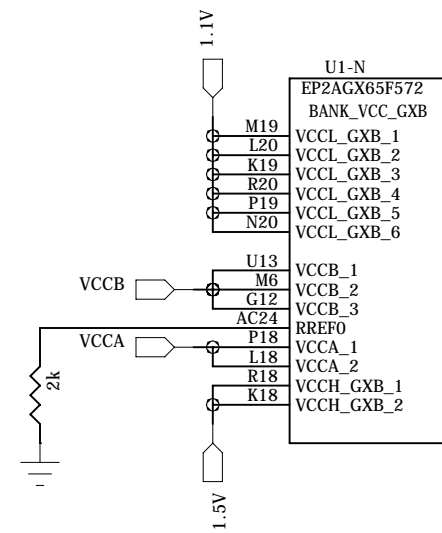 1.1V
U1-N
EP2AGX65F572
BANK_VCC_GXB
M19 VCCL_GXB_1
L20 VCCL_GXB_2
K19 VCCL_GXB_3
R20 VCCL_GXB_4
P19 VCCL_GXB_5
N20 VCCL_GXB_6
U13 VCCB_1
VCCB M6 VCCB_2
G12 VCCB_3
AC24 RREF0
VCCA P18 VCCA_1
L18 VCCA_2
R18 VCCH_GXB_1
K18 VCCH_GXB_2
2k
1.5V